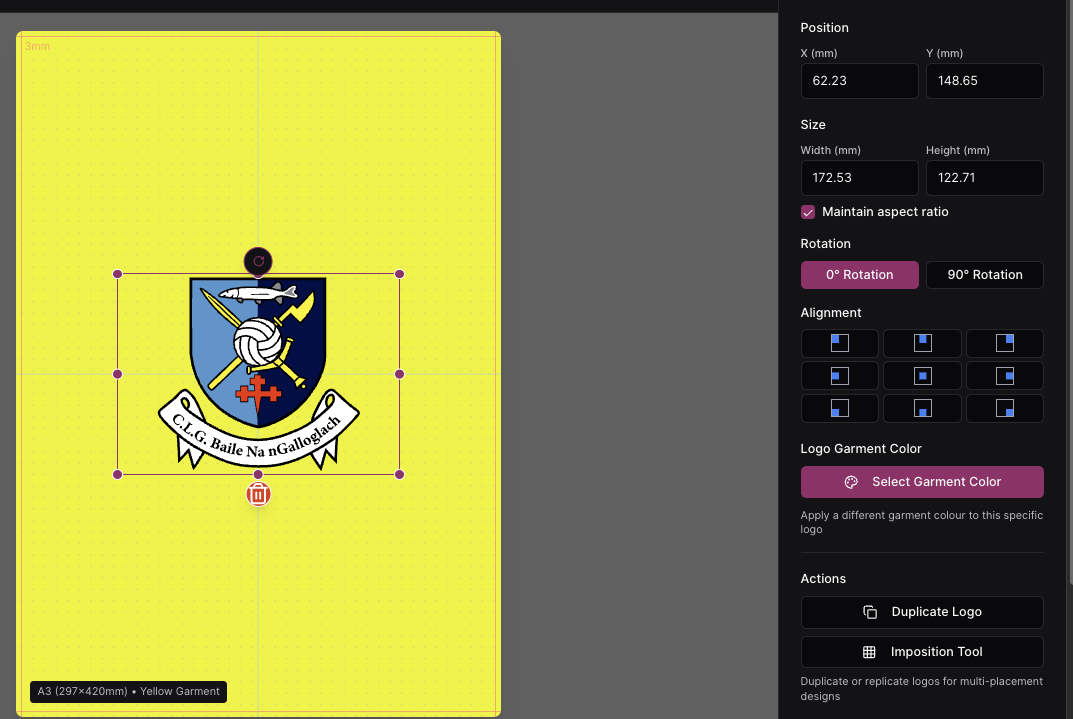 3mm
C.L.G. Baile Na nGalloglach
A3 (297×420mm) • Yellow Garment
Position
X (mm) Y (mm)
62.23 148.65
Size
Width (mm) Height (mm)
172.53 122.71
Maintain aspect ratio
Rotation
0° Rotation 90° Rotation
Alignment
Logo Garment Color
Select Garment Color
Apply a different garment colour to this specific
logo
Actions
Duplicate Logo
Imposition Tool
Duplicate or replicate logos for multi-placement
designs